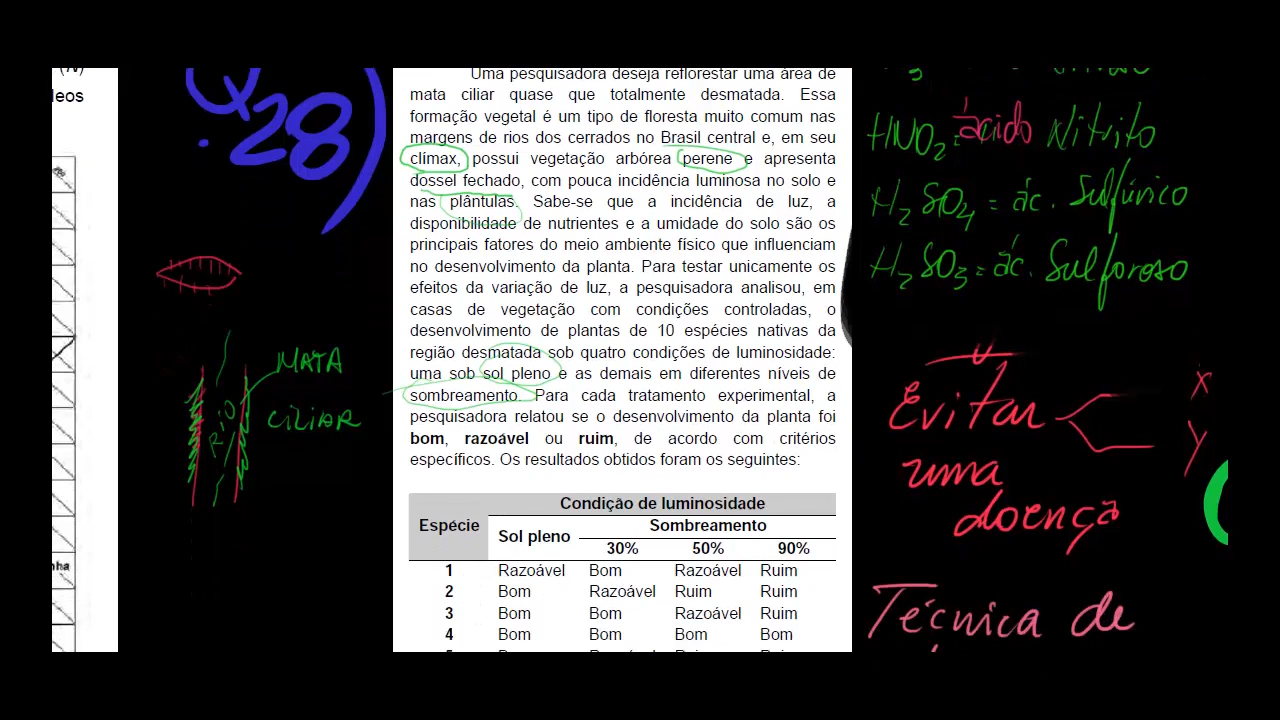 (N)
leos
nha
Q.28)
MATA
CILIAR
RIO
Uma pesquisadora deseja reflorestar uma área de
mata ciliar quase que totalmente desmatada. Essa
formação vegetal é um tipo de floresta muito comum nas
margens de rios dos cerrados no Brasil central e, em seu
clímax, possui vegetação arbórea perene e apresenta
dossel fechado, com pouca incidência luminosa no solo e
nas plântulas. Sabe-se que a incidência de luz, a
disponibilidade de nutrientes e a umidade do solo são os
principais fatores do meio ambiente físico que influenciam
no desenvolvimento da planta. Para testar unicamente os
efeitos da variação de luz, a pesquisadora analisou, em
casas de vegetação com condições controladas, o
desenvolvimento de plantas de 10 espécies nativas da
região desmatada sob quatro condições de luminosidade:
uma sob sol pleno e as demais em diferentes níveis de
sombreamento. Para cada tratamento experimental, a
pesquisadora relatou se o desenvolvimento da planta foi
bom, razoável ou ruim, de acordo com critérios
específicos. Os resultados obtidos foram os seguintes:
Condição de luminosidade
Espécie Sol pleno Sombreamento
30% 50% 90%
1 Razoável Bom Razoável Ruim
2 Bom Razoável Ruim Ruim
3 Bom Bom Razoável Ruim
4 Bom Bom Bom Bom
HNO2 = ácido Nitrito
H2SO4 = ác. Sulfúrico
H2SO3 = ác. Sulforoso
Evitar
x
y
uma
doença
Técnica de